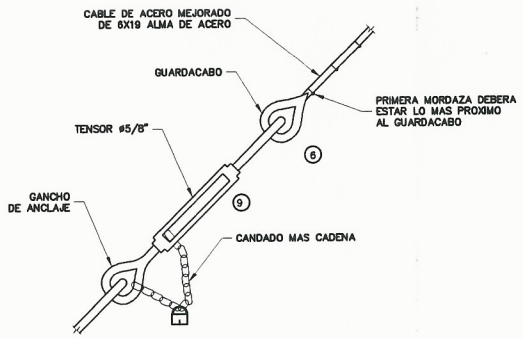 CABLE DE ACERO MEJORADO
DE 6X19 ALMA DE ACERO
GUARDACABO
PRIMERA MORDAZA DEBERA
ESTAR LO MAS PROXIMO
AL GUARDACABO
TENSOR ø5/8"
6
GANCHO
DE ANCLAJE
9
CANDADO MAS CADENA